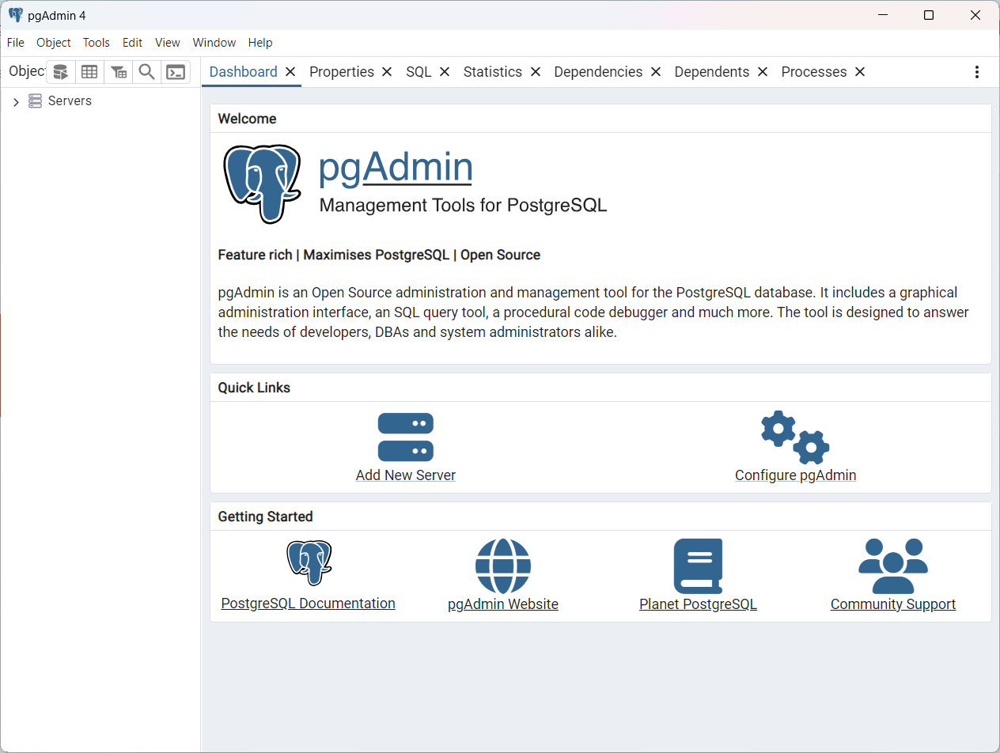 pgAdmin 4
File Object Tools Edit View Window Help
Objec
Dashboard Properties SQL Statistics Dependencies Dependents Processes
Servers
Welcome
pgAdmin
Management Tools for PostgreSQL
Feature rich | Maximises PostgreSQL | Open Source
pgAdmin is an Open Source administration and management tool for the PostgreSQL database. It includes a graphical
administration interface, an SQL query tool, a procedural code debugger and much more. The tool is designed to answer
the needs of developers, DBAs and system administrators alike.
Quick Links
Add New Server
Configure pgAdmin
Getting Started
PostgreSQL Documentation
pgAdmin Website
Planet PostgreSQL
Community Support